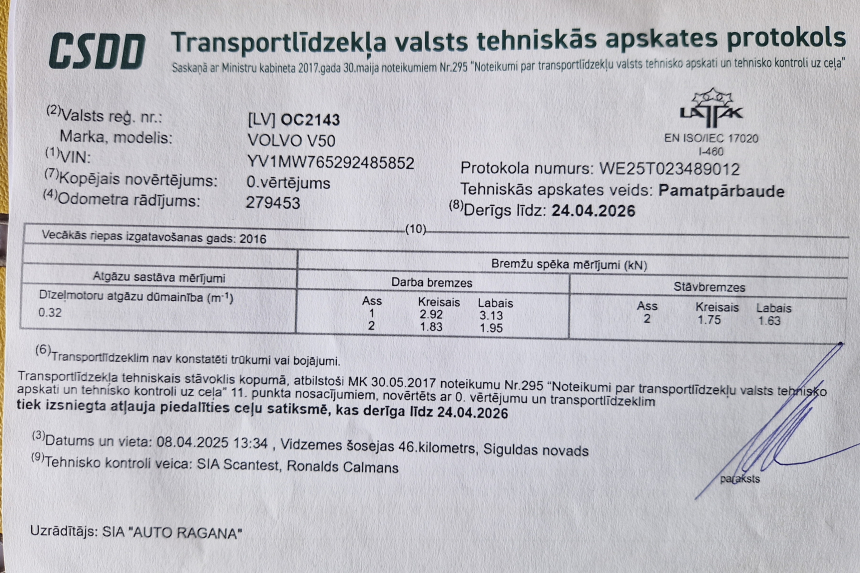 CSDD
Transportlīdzekļa valsts tehniskās apskates protokols
Saskaņā ar Ministru kabineta 2017.gada 30.maija noteikumiem Nr.295 "Noteikumi par transportlīdzekļu valsts tehnisko apskati un tehnisko kontroli uz ceļa"
(2)Valsts reģ. nr.: [LV] OC2143
Marka, modelis: VOLVO V50
(1)VIN: YV1MW765292485852
(7)Kopējais novērtējums: 0.vērtējums
(4)Odometra rādījums: 279453
LATAK
EN ISO/IEC 17020
I-460
Protokola numurs: WE25T023489012
Tehniskās apskates veids: Pamatpārbaude
(8)Derīgs līdz: 24.04.2026
(10)
Vecākās riepas izgatavošanas gads: 2016
Bremžu spēka mērījumi (kN)
Atgāzu sastāva mērījumi Darba bremzes Stāvbremzes
Dīzeļmotoru atgāzu dūmainība (m-1) Ass Kreisais Labais Ass Kreisais Labais
0.32 1 2.92 3.13 2 1.75 1.63
2 1.83 1.95
(6)Transportlīdzeklim nav konstatēti trūkumi vai bojājumi.
Transportlīdzekļa tehniskais stāvoklis kopumā, atbilstoši MK 30.05.2017 noteikumu Nr.295 "Noteikumi par transportlīdzekļu valsts tehnisko
apskati un tehnisko kontroli uz ceļa" 11. punkta nosacījumiem, novērtēts ar 0. vērtējumu un transportlīdzeklim
tiek izsniegta atļauja piedalīties ceļu satiksmē, kas derīga līdz 24.04.2026
(3)Datums un vieta: 08.04.2025 13:34 , Vidzemes šosejas 46.kilometrs, Siguldas novads
(9)Tehnisko kontroli veica: SIA Scantest, Ronalds Calmans
paraksts
Uzrādītājs: SIA "AUTO RAGANA"